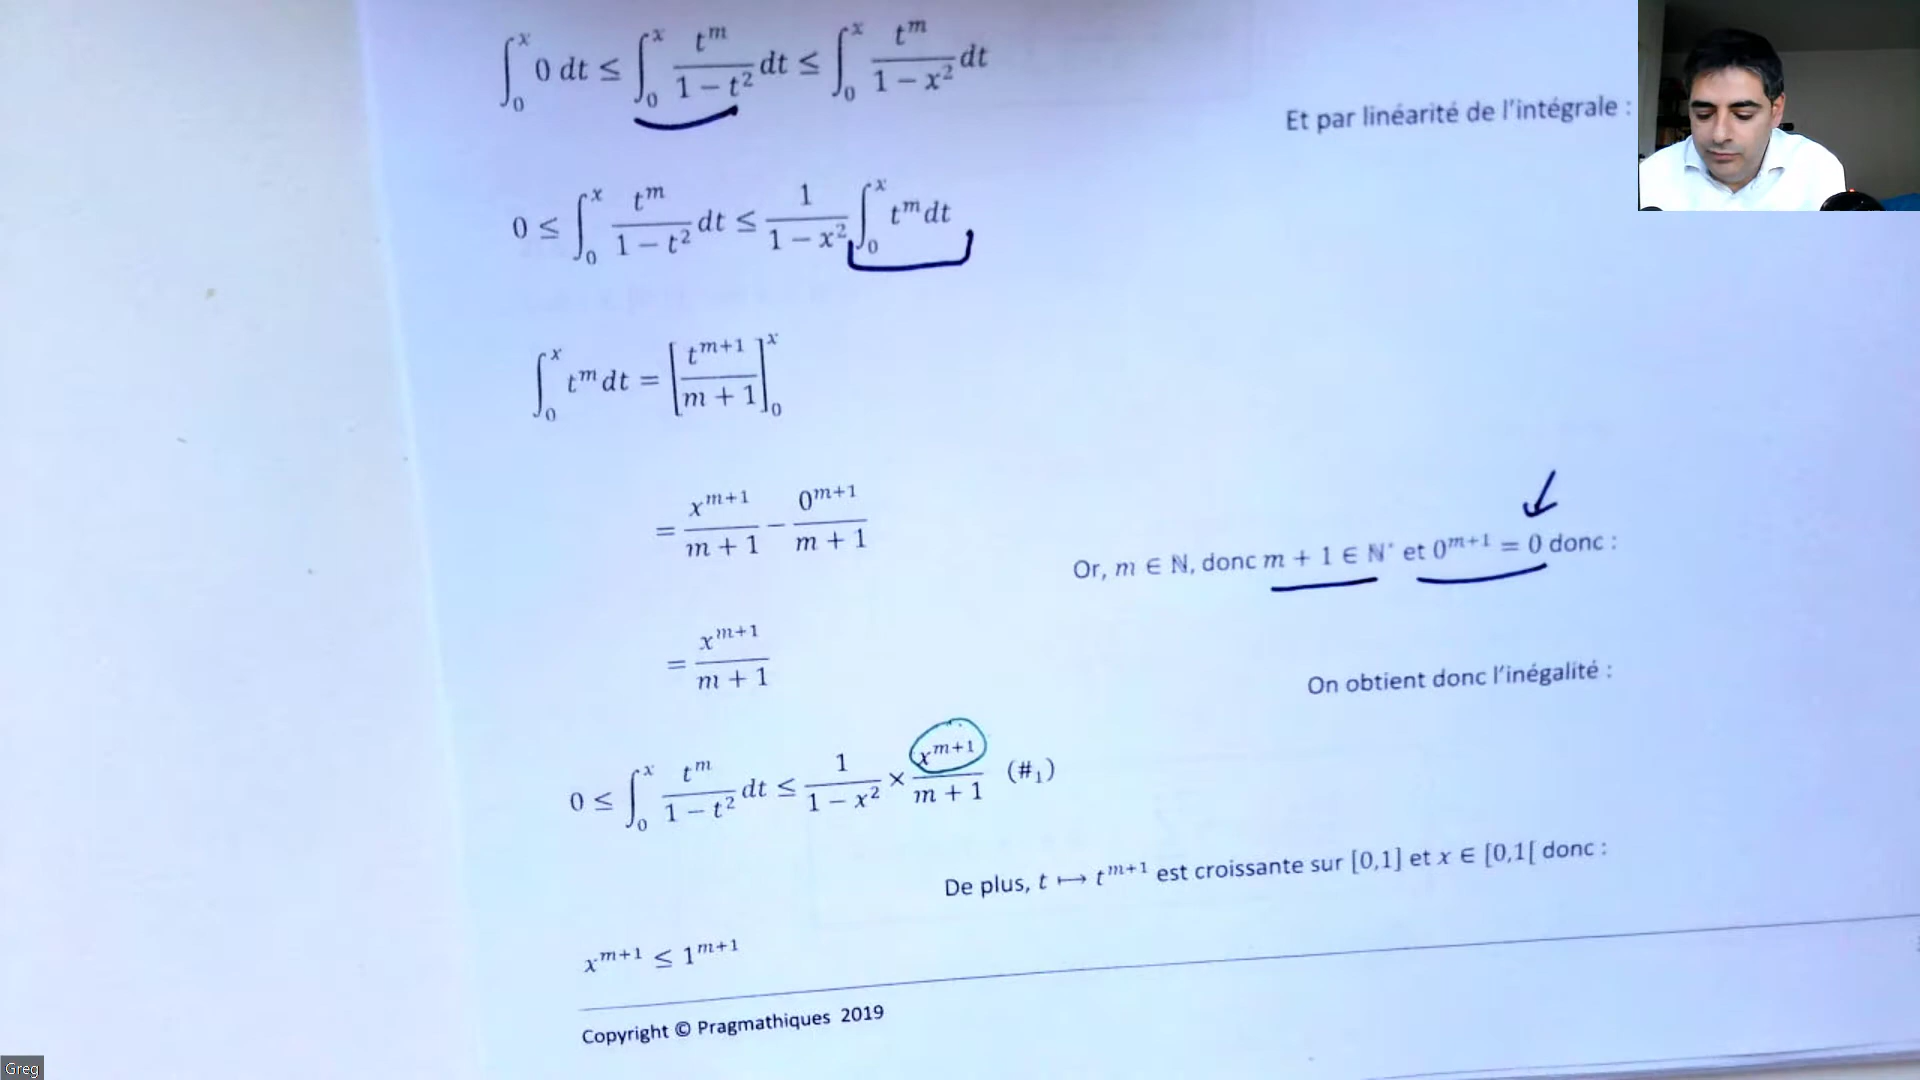 ∫₀ˣ 0 dt ≤ ∫₀ˣ tᵐ/(1 − t²) dt ≤ ∫₀ˣ tᵐ/(1 − x²) dt
Et par linéarité de l'intégrale :
0 ≤ ∫₀ˣ tᵐ/(1 − t²) dt ≤ 1/(1 − x²) ∫₀ˣ tᵐ dt
∫₀ˣ tᵐ dt = [tᵐ⁺¹/(m + 1)]₀ˣ
= xᵐ⁺¹/(m + 1) − 0ᵐ⁺¹/(m + 1)
Or, m ∈ ℕ, donc m + 1 ∈ ℕ* et 0ᵐ⁺¹ = 0 donc :
= xᵐ⁺¹/(m + 1)
On obtient donc l'inégalité :
0 ≤ ∫₀ˣ tᵐ/(1 − t²) dt ≤ 1/(1 − x²) × xᵐ⁺¹/(m + 1) (#₁)
De plus, t ⟼ tᵐ⁺¹ est croissante sur [0,1] et x ∈ [0,1[ donc :
xᵐ⁺¹ ≤ 1ᵐ⁺¹
Copyright © Pragmathiques 2019
Greg